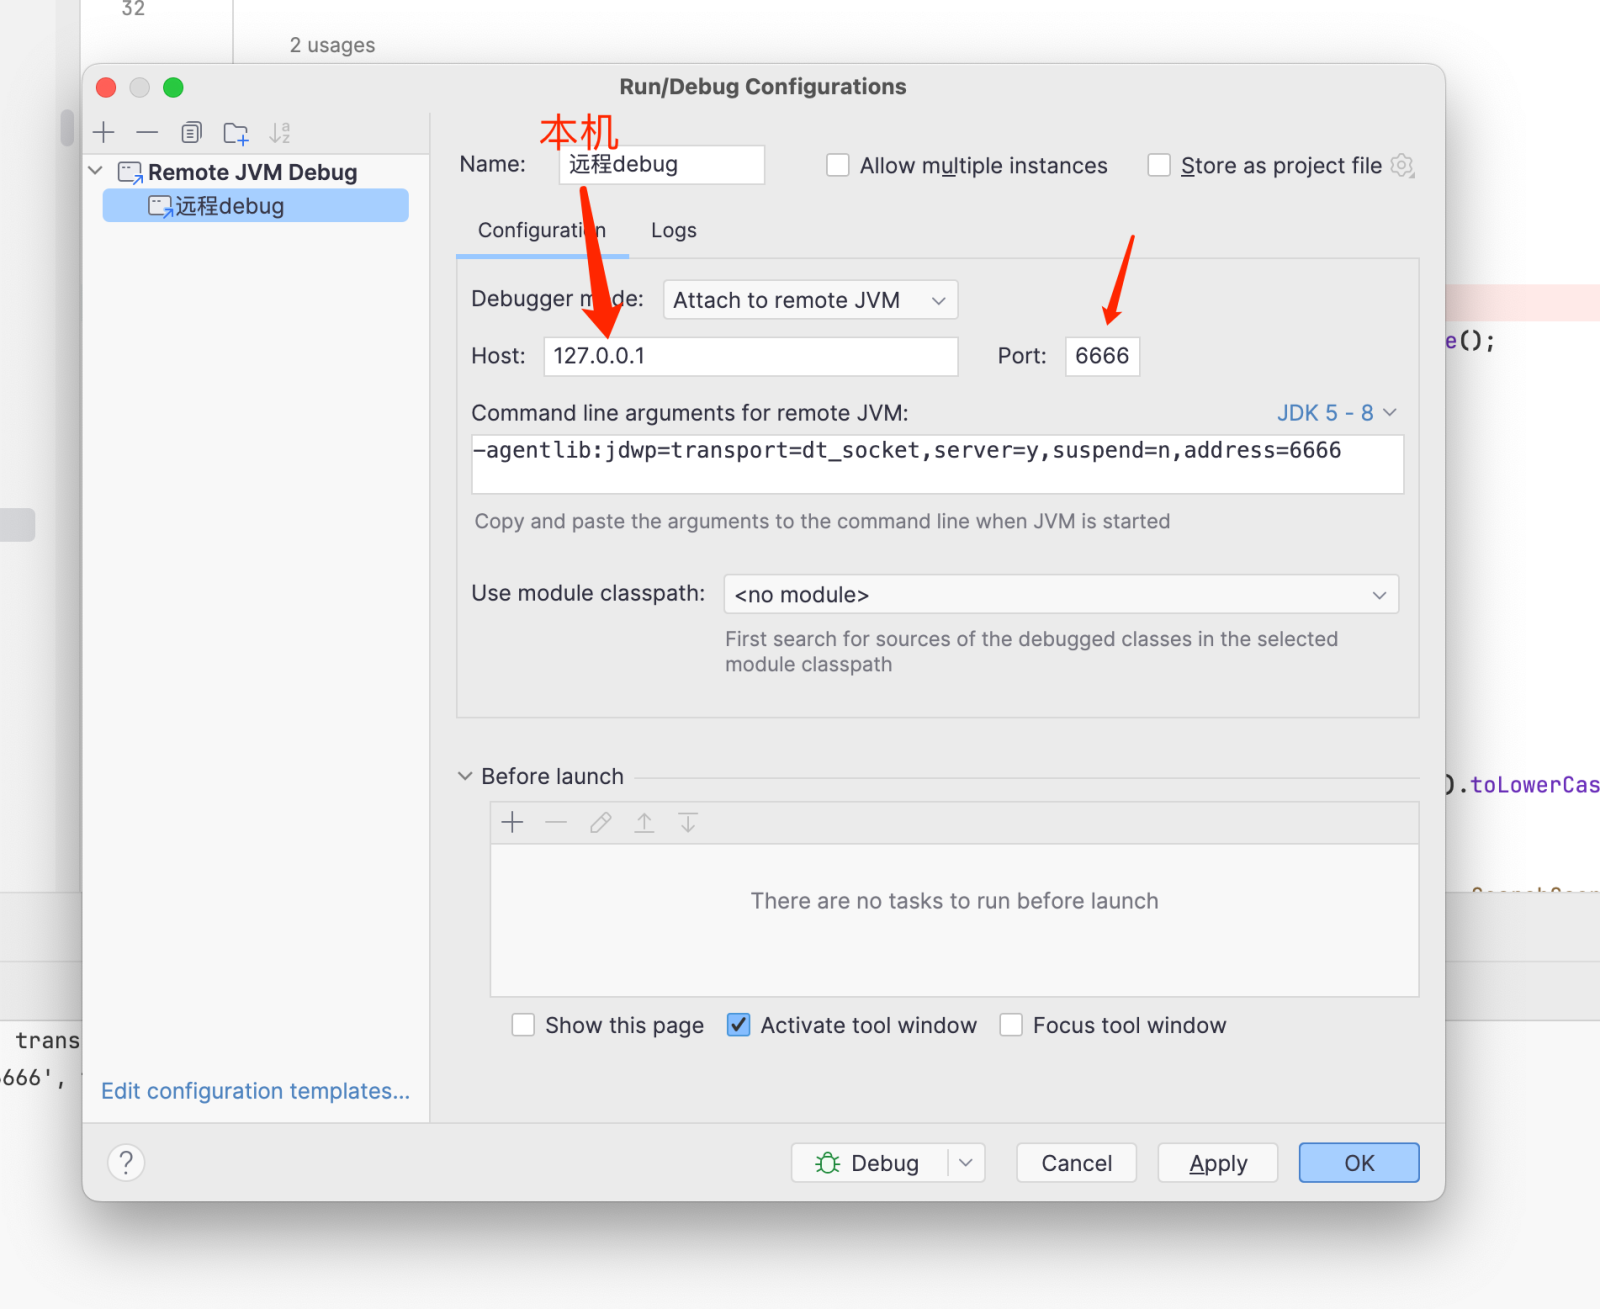 32
2 usages
Run/Debug Configurations
本机
Name: 远程debug
Allow multiple instances
Store as project file
Remote JVM Debug
远程debug
Configuration
Logs
Debugger mode: Attach to remote JVM
Host: 127.0.0.1
Port: 6666
e();
Command line arguments for remote JVM:
JDK 5 - 8
-agentlib:jdwp=transport=dt_socket,server=y,suspend=n,address=6666
Copy and paste the arguments to the command line when JVM is started
Use module classpath: <no module>
First search for sources of the debugged classes in the selected
module classpath
Before launch
).toLowerCas
There are no tasks to run before launch
Show this page
Activate tool window
Focus tool window
trans
6666',
Edit configuration templates...
?
Debug
Cancel
Apply
OK